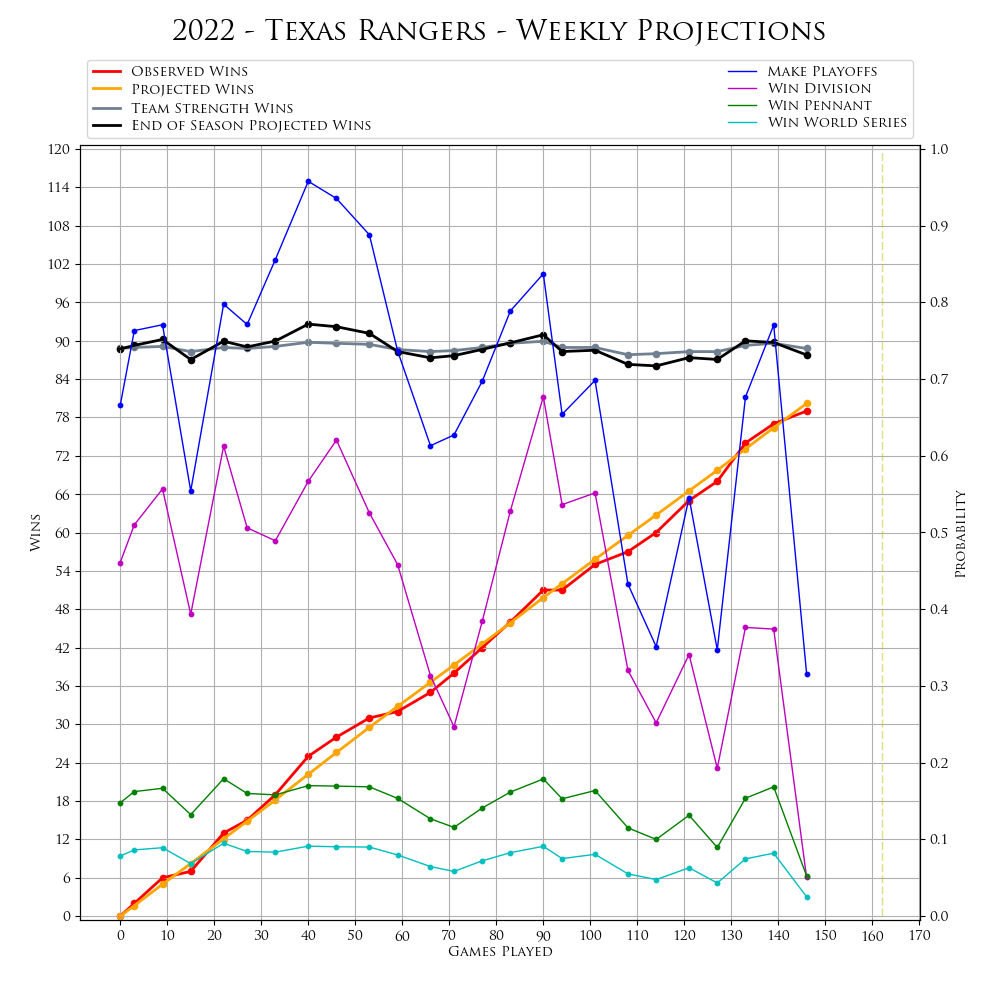 2022 - Texas Rangers - Weekly Projections
Observed Wins
Projected Wins
Team Strength Wins
End of Season Projected Wins
Make Playoffs
Win Division
Win Pennant
Win World Series
120
114
108
102
96
90
84
78
72
66
60
54
48
42
36
30
24
18
12
6
0
Wins
1.0
0.9
0.8
0.7
0.6
0.5
0.4
0.3
0.2
0.1
0.0
Probability
0 10 20 30 40 50 60 70 80 90 100 110 120 130 140 150 160 170
Games Played